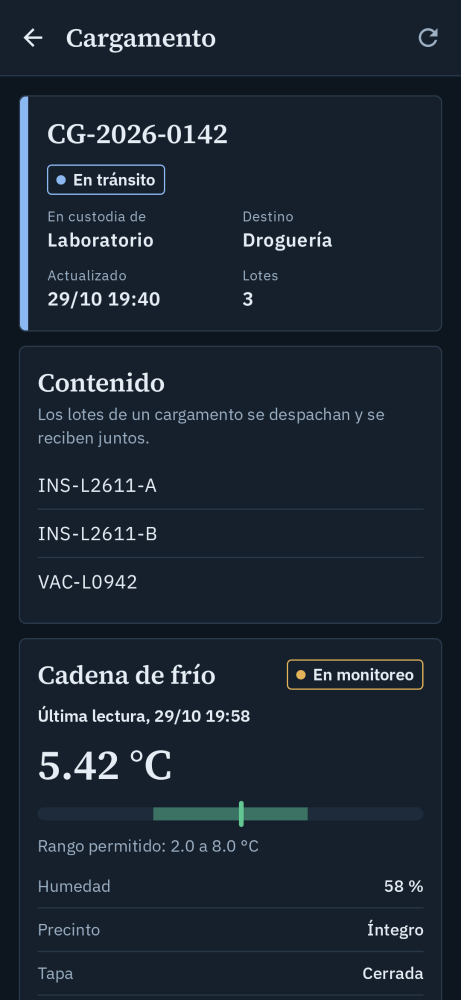 Cargamento
CG-2026-0142
En tránsito
En custodia de
Laboratorio
Destino
Droguería
Actualizado
29/10 19:40
Lotes
3
Contenido
Los lotes de un cargamento se despachan y se
reciben juntos.
INS-L2611-A
INS-L2611-B
VAC-L0942
Cadena de frío
En monitoreo
Última lectura, 29/10 19:58
5.42 °C
Rango permitido: 2.0 a 8.0 °C
Humedad
58 %
Precinto
Íntegro
Tapa
Cerrada